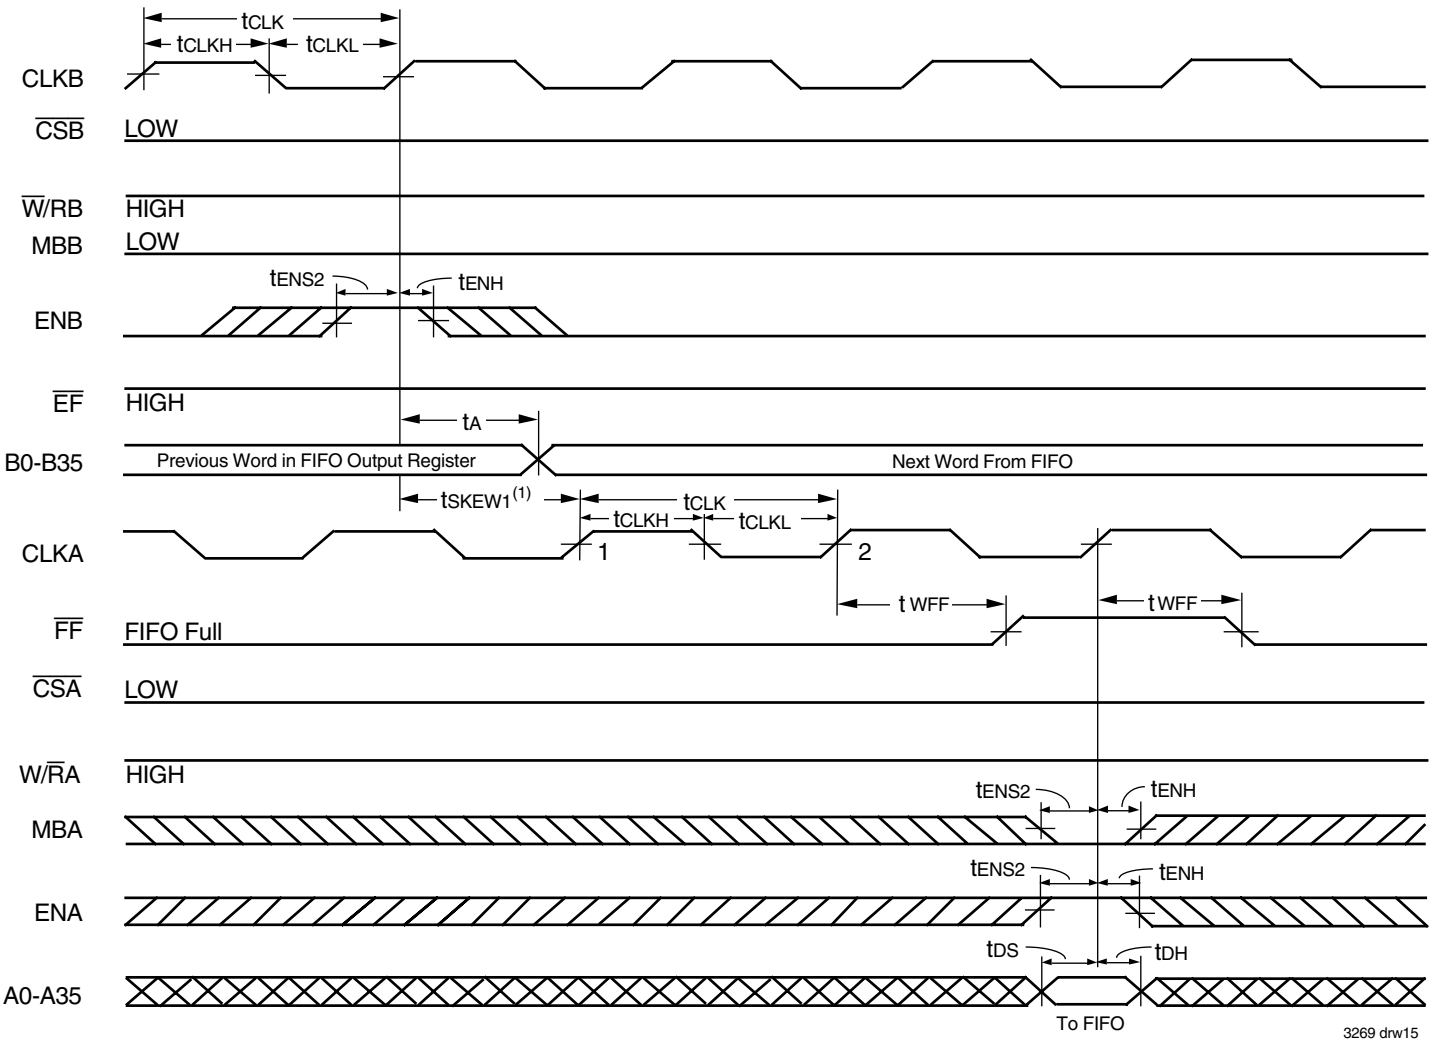 tCLK
tCLKH tCLKL
CLKB
CSB LOW
W/RB HIGH
MBB LOW
tENS2 tENH
ENB
EF HIGH
tA
B0-B35 Previous Word in FIFO Output Register Next Word From FIFO
tSKEW1(1) tCLK
tCLKH tCLKL
CLKA 1 2
tWFF tWFF
FF FIFO Full
CSA LOW
W/RA HIGH
tENS2 tENH
MBA
tENS2 tENH
ENA
tDS tDH
A0-A35
To FIFO
3269 drw15